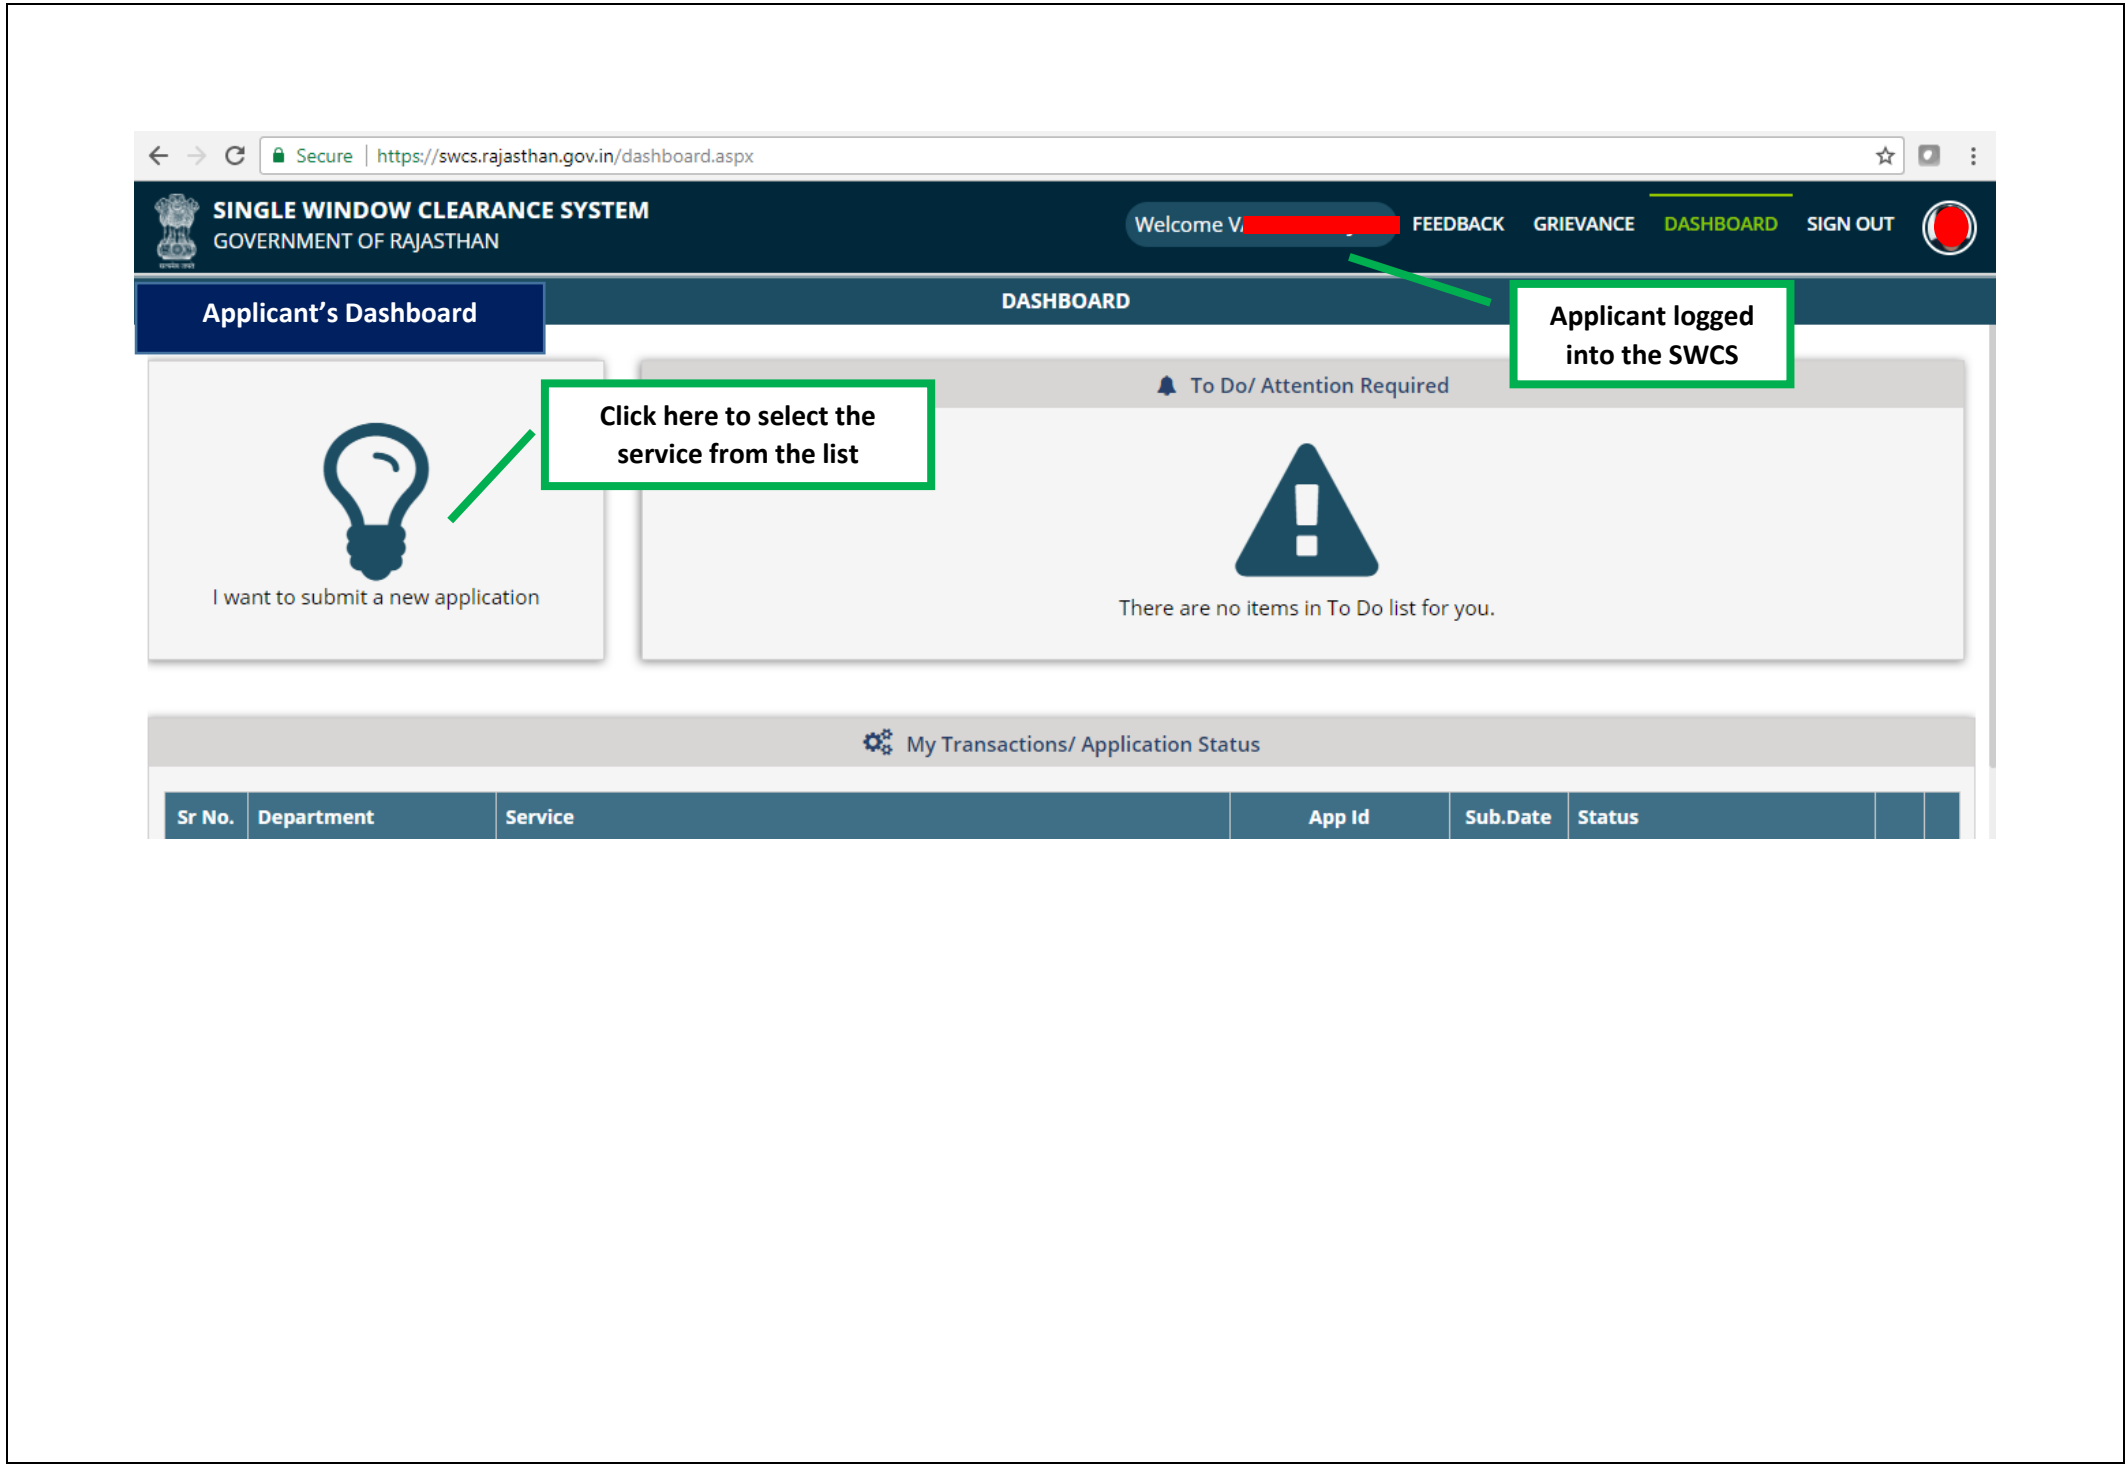 Secure | https://swcs.rajasthan.gov.in/dashboard.aspx
SINGLE WINDOW CLEARANCE SYSTEM
GOVERNMENT OF RAJASTHAN
सत्यमेव जयते
Welcome
FEEDBACK GRIEVANCE DASHBOARD SIGN OUT
Applicant’s Dashboard
DASHBOARD
Applicant logged
into the SWCS
Click here to select the
service from the list
I want to submit a new application
To Do/ Attention Required
There are no items in To Do list for you.
My Transactions/ Application Status
Sr No. Department Service App Id Sub.Date Status